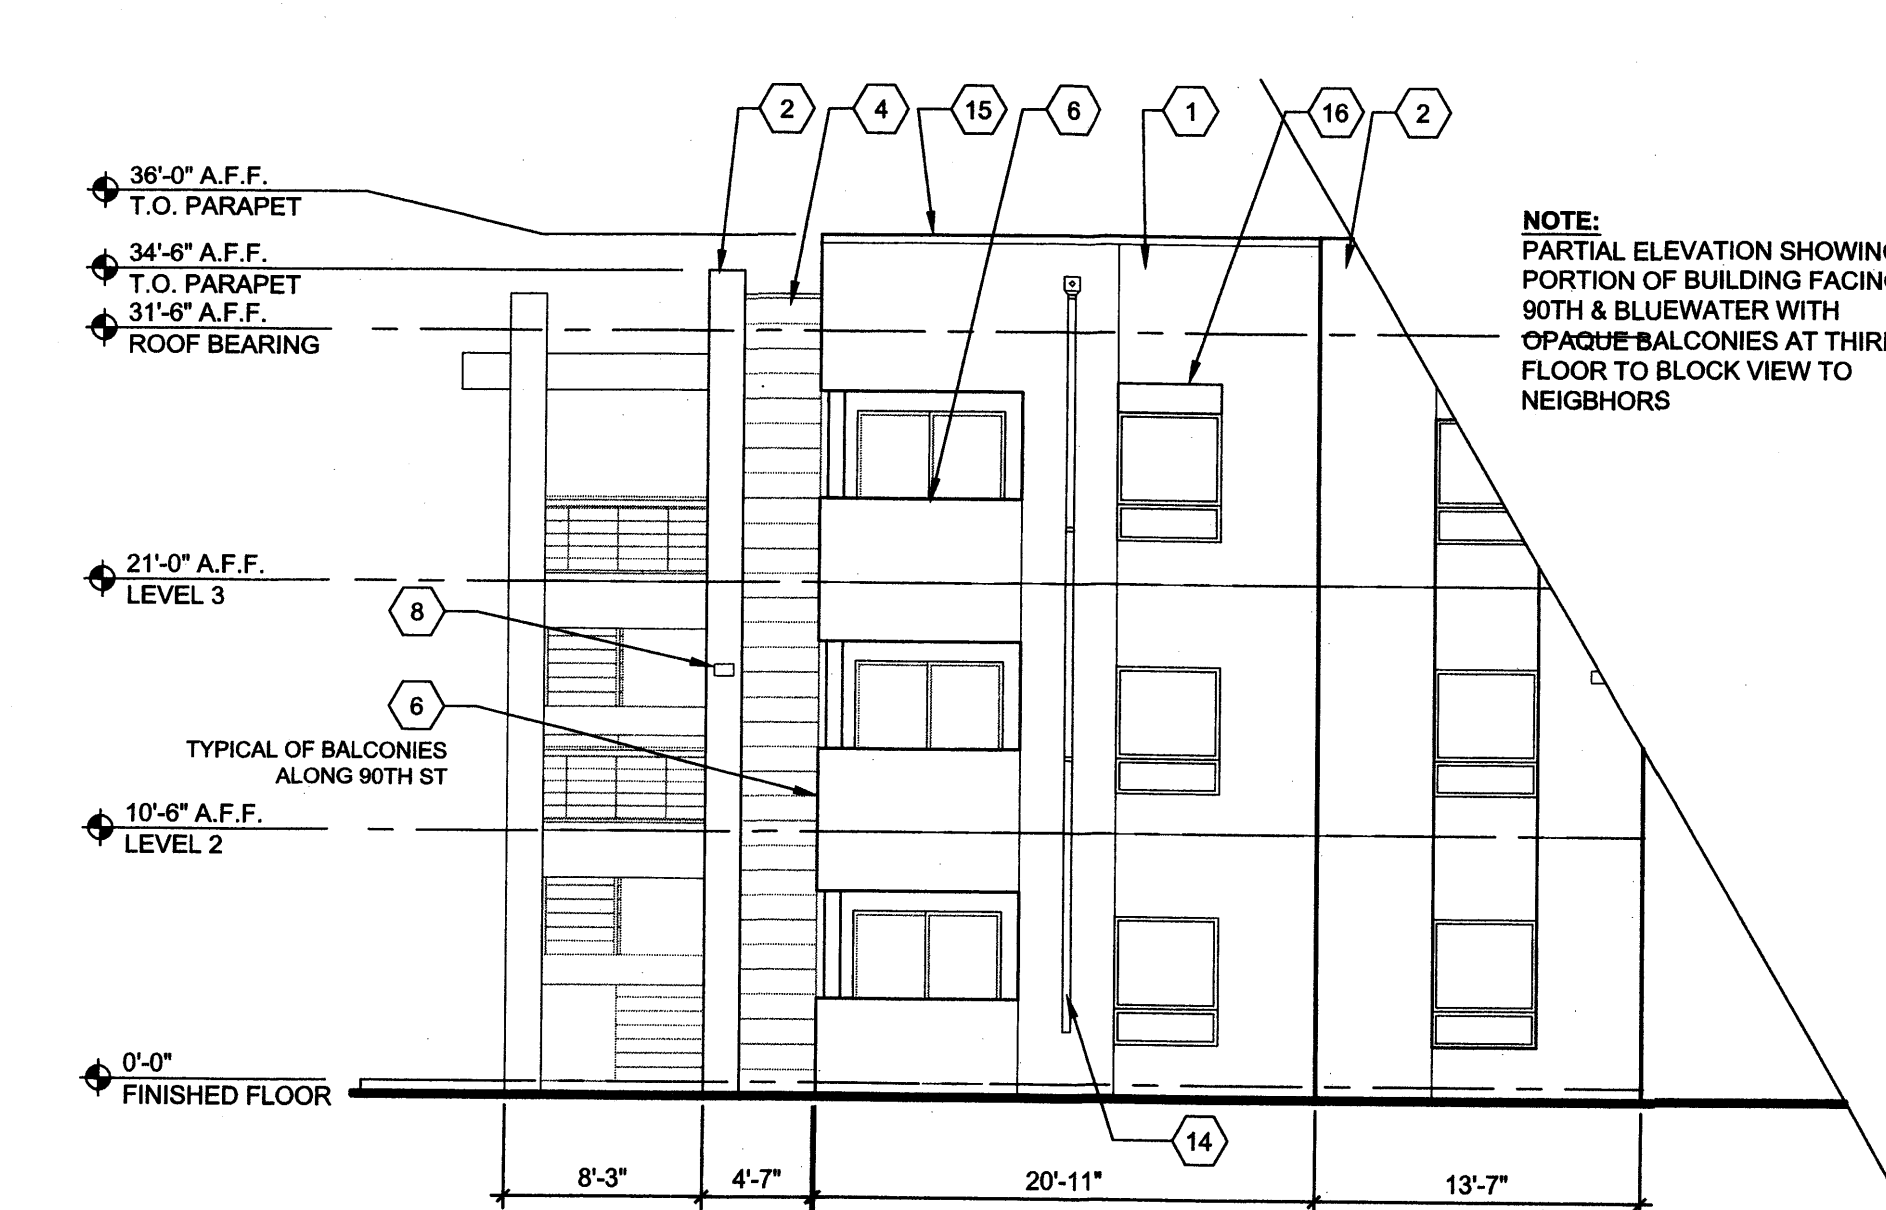 2
4
15
6
1
16
2
36'-0" A.F.F.
T.O. PARAPET
34'-6" A.F.F.
T.O. PARAPET
31'-6" A.F.F.
ROOF BEARING
NOTE:
PARTIAL ELEVATION SHOWING
PORTION OF BUILDING FACING
90TH & BLUEWATER WITH
OPAQUE BALCONIES AT THIRD
FLOOR TO BLOCK VIEW TO
NEIGBHORS
21'-0" A.F.F.
LEVEL 3
8
6
TYPICAL OF BALCONIES
ALONG 90TH ST
10'-6" A.F.F.
LEVEL 2
0'-0"
FINISHED FLOOR
14
8'-3"
4'-7"
20'-11"
13'-7"